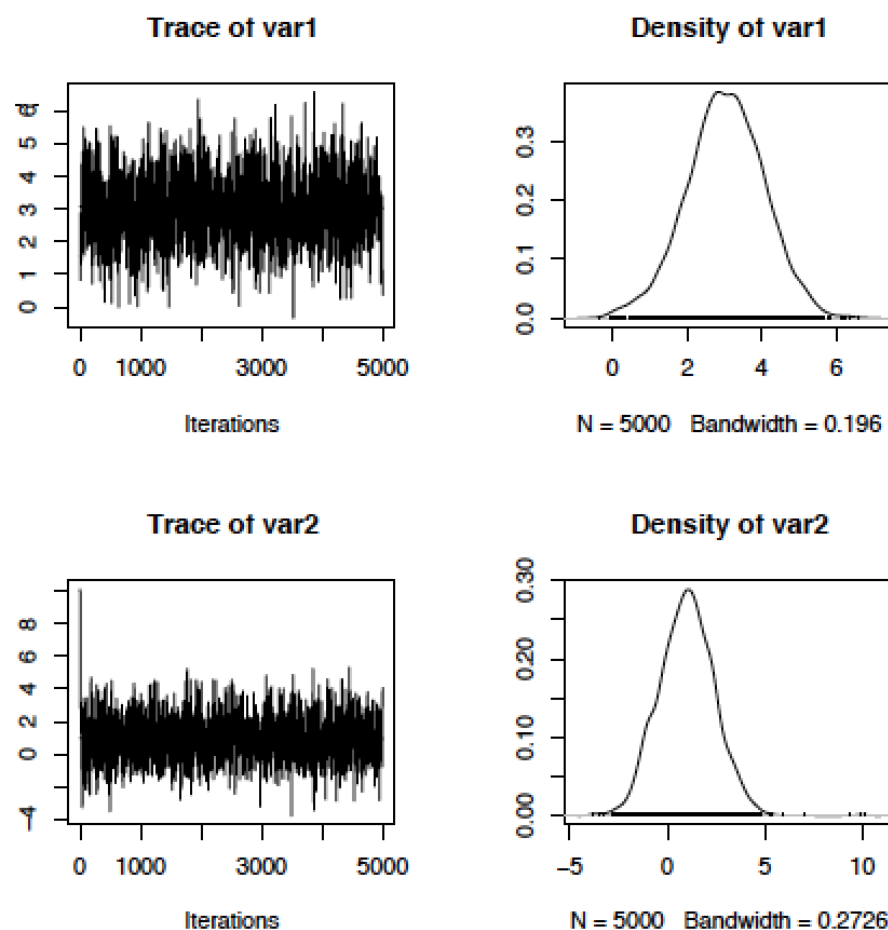 Trace of var1
Density of var1
0 1 2 3 4 5 6
0.0 0.1 0.2 0.3
0 1000 3000 5000
0 2 4 6
Iterations
N = 5000 Bandwidth = 0.196
Trace of var2
Density of var2
-4 0 2 4 6 8
0.00 0.10 0.20 0.30
0 1000 3000 5000
-5 0 5 10
Iterations
N = 5000 Bandwidth = 0.2726